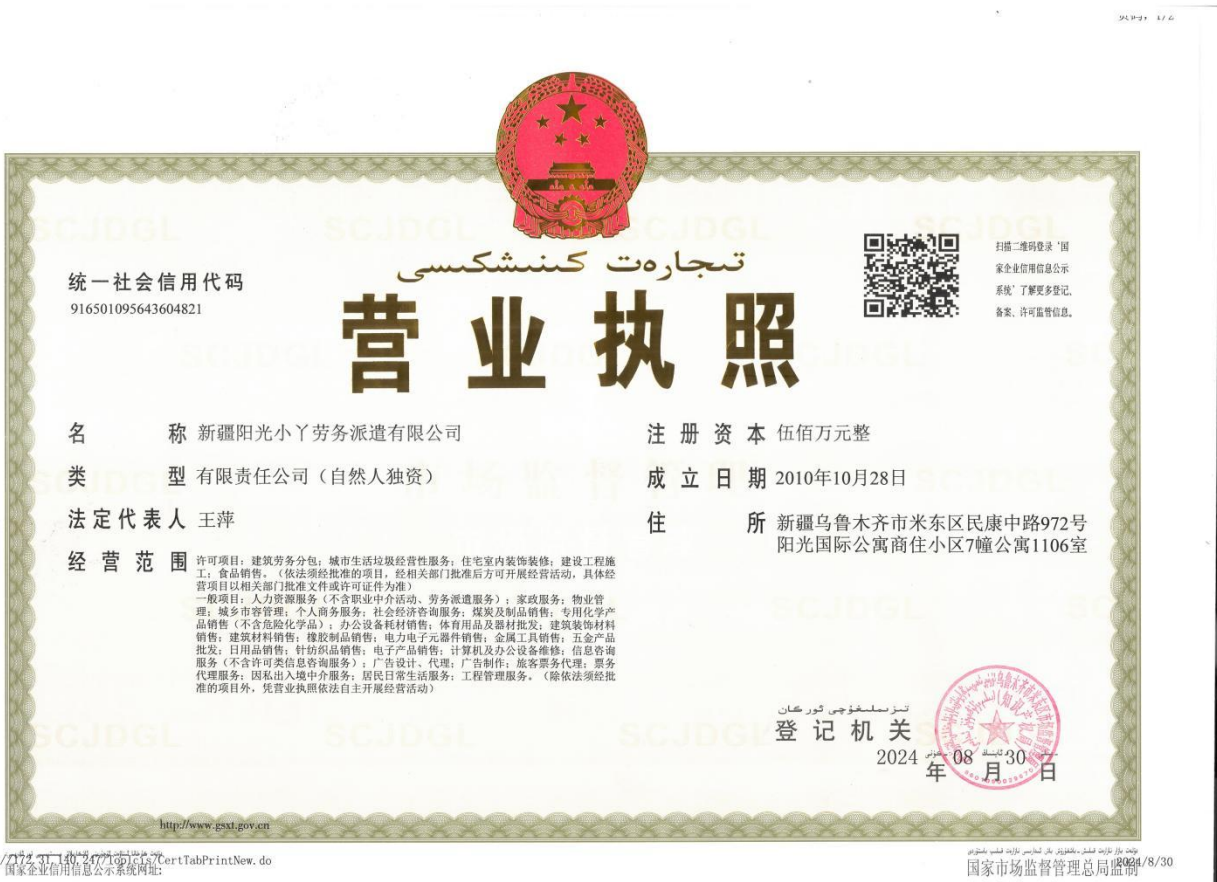 تىجارەت كىنىشكىسى
营业执照
统一社会信用代码
916501095643604821
扫描二维码登录‘国
家企业信用信息公示
系统’了解更多登记、
备案、许可监管信息。
名称 新疆阳光小丫劳务派遣有限公司
类型 有限责任公司（自然人独资）
法定代表人 王萍
经营范围 许可项目：建筑劳务分包；城市生活垃圾经营性服务；住宅室内装饰装修；建设工程施
工；食品销售。（依法须经批准的项目，经相关部门批准后方可开展经营活动，具体经
营项目以相关部门批准文件或许可证件为准）
一般项目：人力资源服务（不含职业中介活动、劳务派遣服务）；家政服务；物业管
理；城乡市容管理；个人商务服务；社会经济咨询服务；煤炭及制品销售；专用化学产
品销售（不含危险化学品）；办公设备耗材销售；体育用品及器材批发；建筑装饰材料
销售；建筑材料销售；橡胶制品销售；电力电子元器件销售；金属工具销售；五金产品
批发；日用品销售；针纺织品销售；电子产品销售；计算机及办公设备维修；信息咨询
服务（不含许可类信息咨询服务）；广告设计、代理；广告制作；旅客票务代理；票务
代理服务；因私出入境中介服务；居民日常生活服务；工程管理服务。（除依法须经批
准的项目外，凭营业执照依法自主开展经营活动）
注册资本 伍佰万元整
成立日期 2010年10月28日
住所 新疆乌鲁木齐市米东区民康中路972号
阳光国际公寓商住小区7幢公寓1106室
登记机关
2024年08月30日
http://www.gsxt.gov.cn
//172.31.140.247/TopIcis/CertTabPrintNew.do
国家企业信用信息公示系统网址:
国家市场监督管理总局监制
2024/8/30